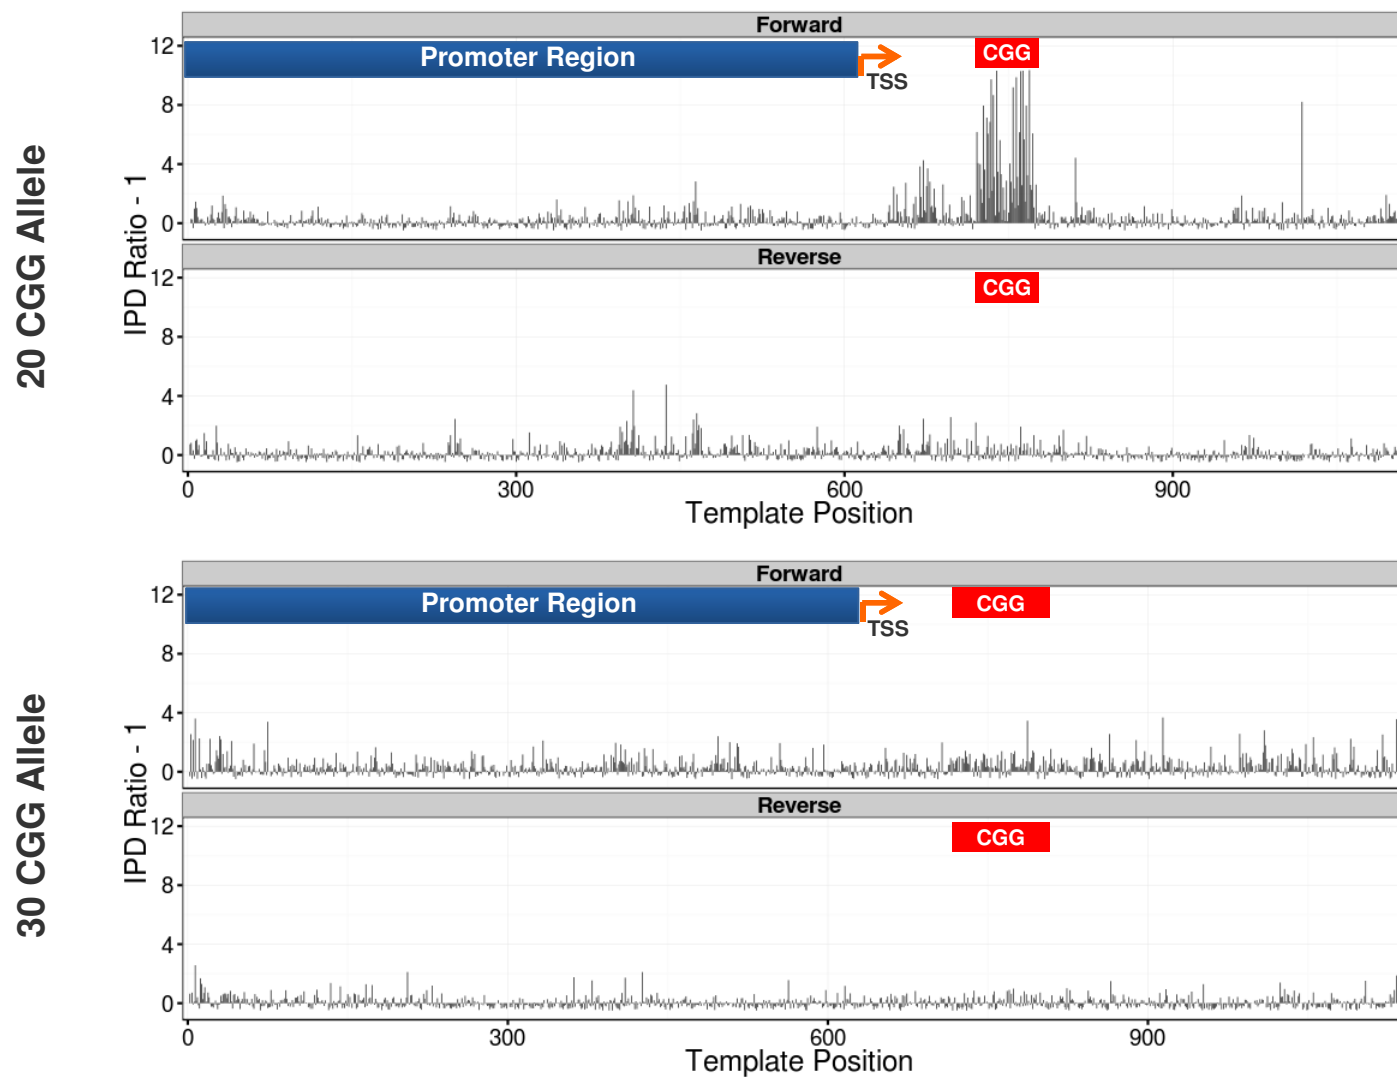 20 CGG Allele
IPD Ratio - 1
Forward
12
8
4
0
Promoter Region
TSS
CGG
Reverse
12
8
4
0
CGG
0 300 600 900
Template Position
30 CGG Allele
IPD Ratio - 1
Forward
12
8
4
0
Promoter Region
TSS
CGG
Reverse
12
8
4
0
CGG
0 300 600 900
Template Position